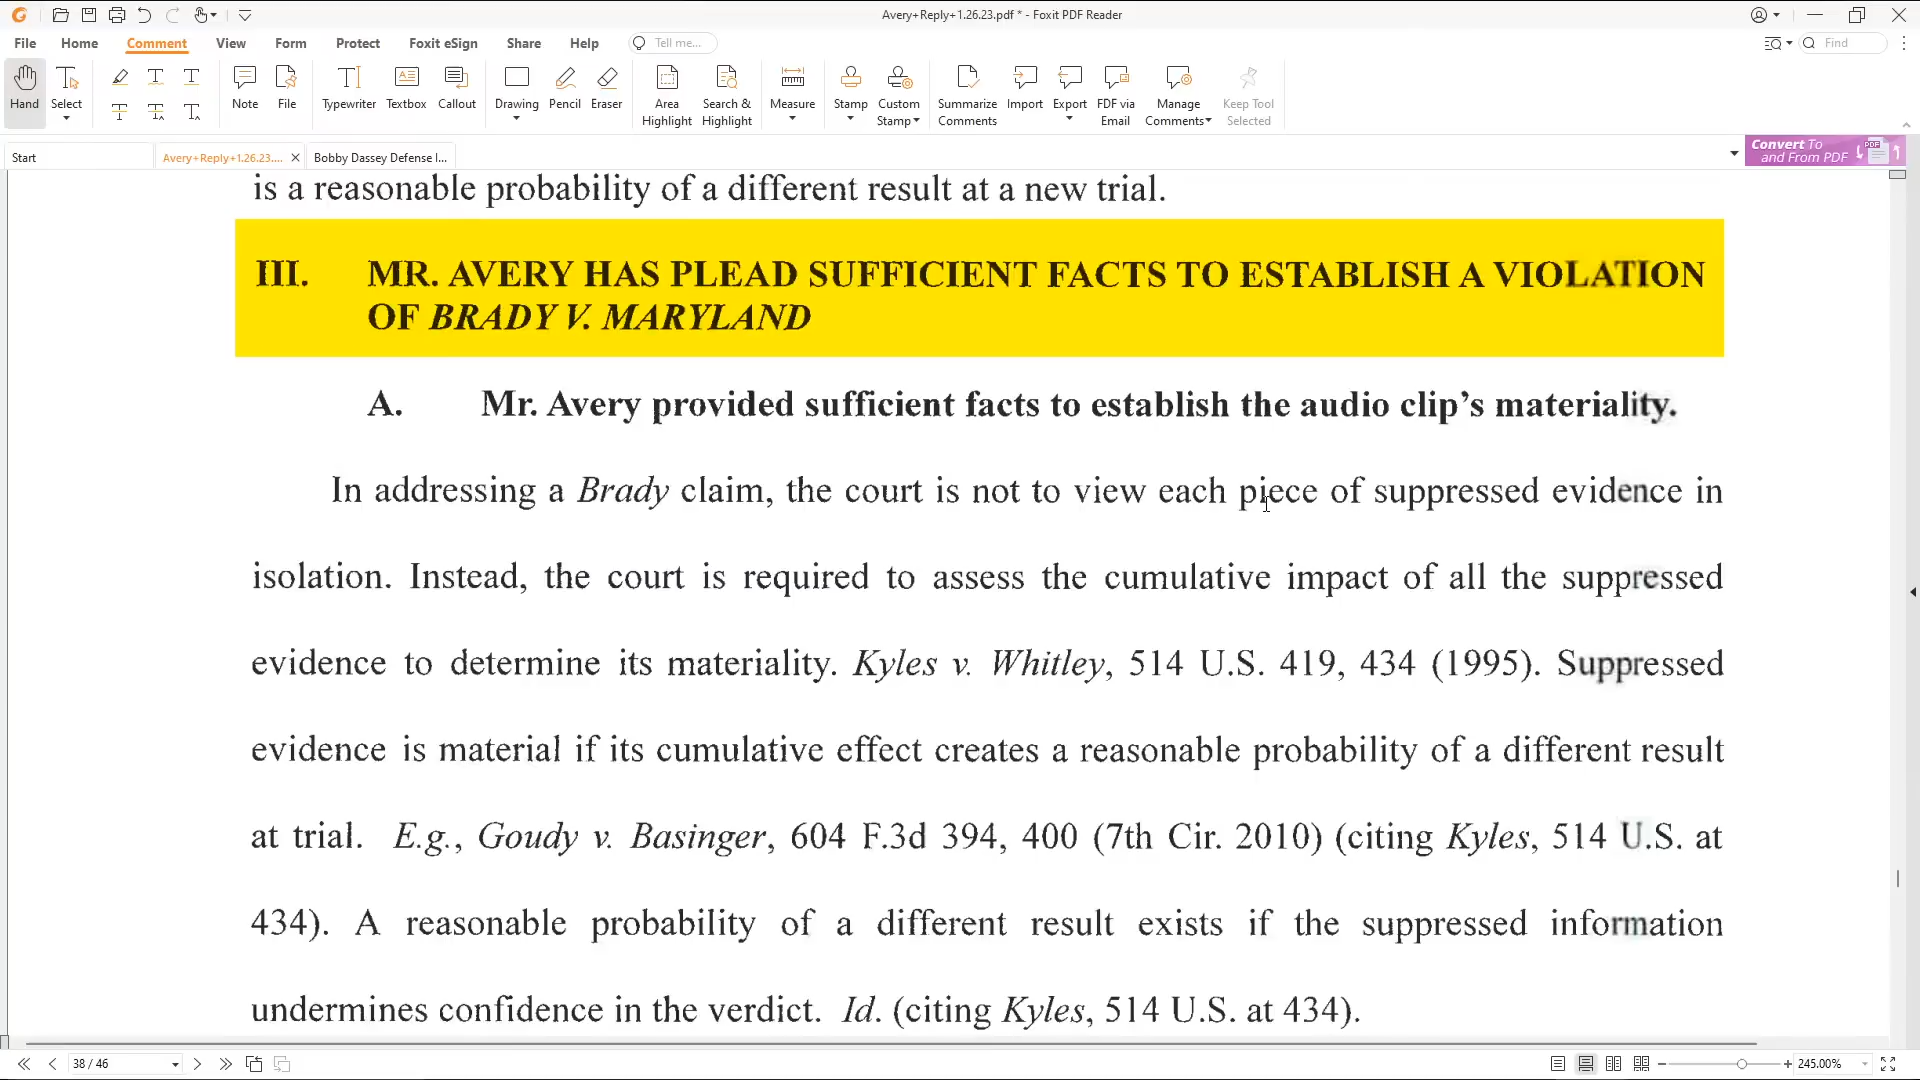 Avery+Reply+1.26.23.pdf * - Foxit PDF Reader
File Home Comment View Form Protect Foxit eSign Share Help Tell me... Find
Hand Select Note File Typewriter Textbox Callout Drawing Pencil Eraser Area Highlight Search & Highlight Measure Stamp Custom Stamp Summarize Comments Import Export FDF via Email Manage Comments Keep Tool Selected
Start Avery+Reply+1.26.23.... Bobby Dassey Defense I... Convert To and From PDF PDF
is a reasonable probability of a different result at a new trial.
III. MR. AVERY HAS PLEAD SUFFICIENT FACTS TO ESTABLISH A VIOLATION
OF BRADY V. MARYLAND
A. Mr. Avery provided sufficient facts to establish the audio clip's materiality.
In addressing a Brady claim, the court is not to view each piece of suppressed evidence in
isolation. Instead, the court is required to assess the cumulative impact of all the suppressed
evidence to determine its materiality. Kyles v. Whitley, 514 U.S. 419, 434 (1995). Suppressed
evidence is material if its cumulative effect creates a reasonable probability of a different result
at trial. E.g., Goudy v. Basinger, 604 F.3d 394, 400 (7th Cir. 2010) (citing Kyles, 514 U.S. at
434). A reasonable probability of a different result exists if the suppressed information
undermines confidence in the verdict. Id. (citing Kyles, 514 U.S. at 434).
38 / 46 245.00%